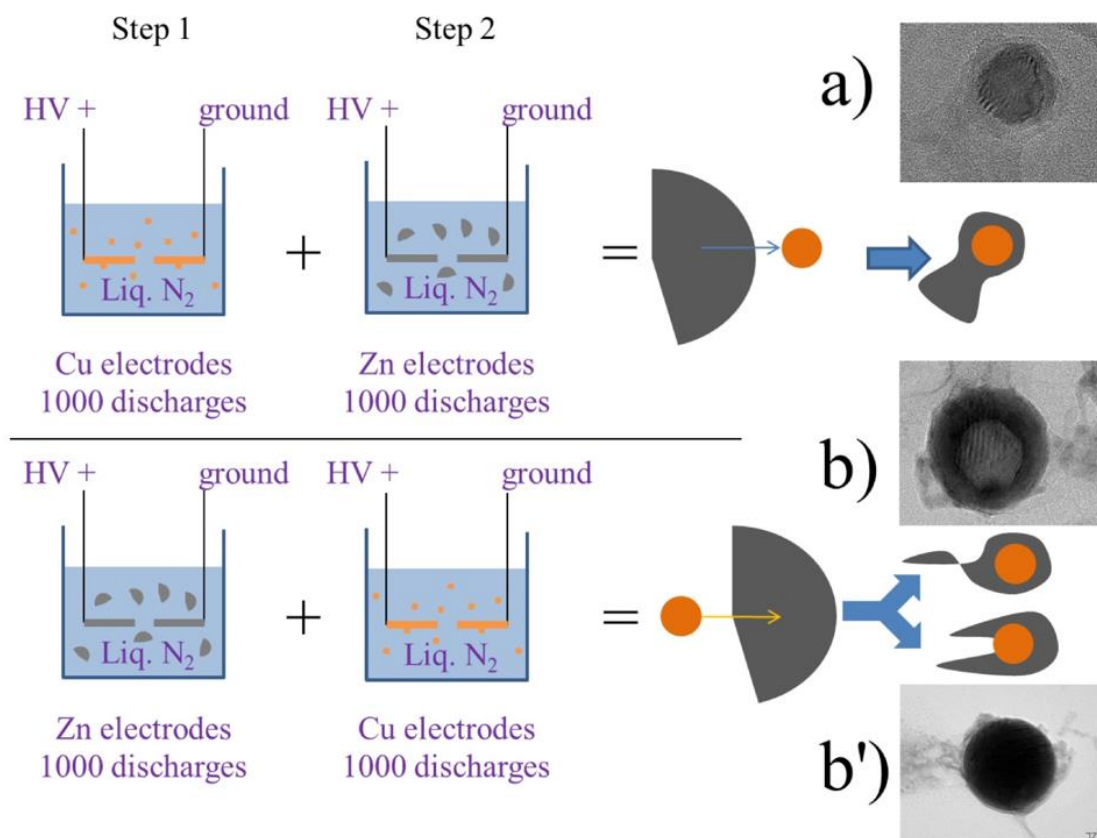 Step 1
Step 2
a)
HV +
ground
HV +
ground
+
=
Liq. N₂
Liq. N₂
Cu electrodes
1000 discharges
Zn electrodes
1000 discharges
b)
HV +
ground
HV +
ground
+
=
Liq. N₂
Liq. N₂
Zn electrodes
1000 discharges
Cu electrodes
1000 discharges
b')